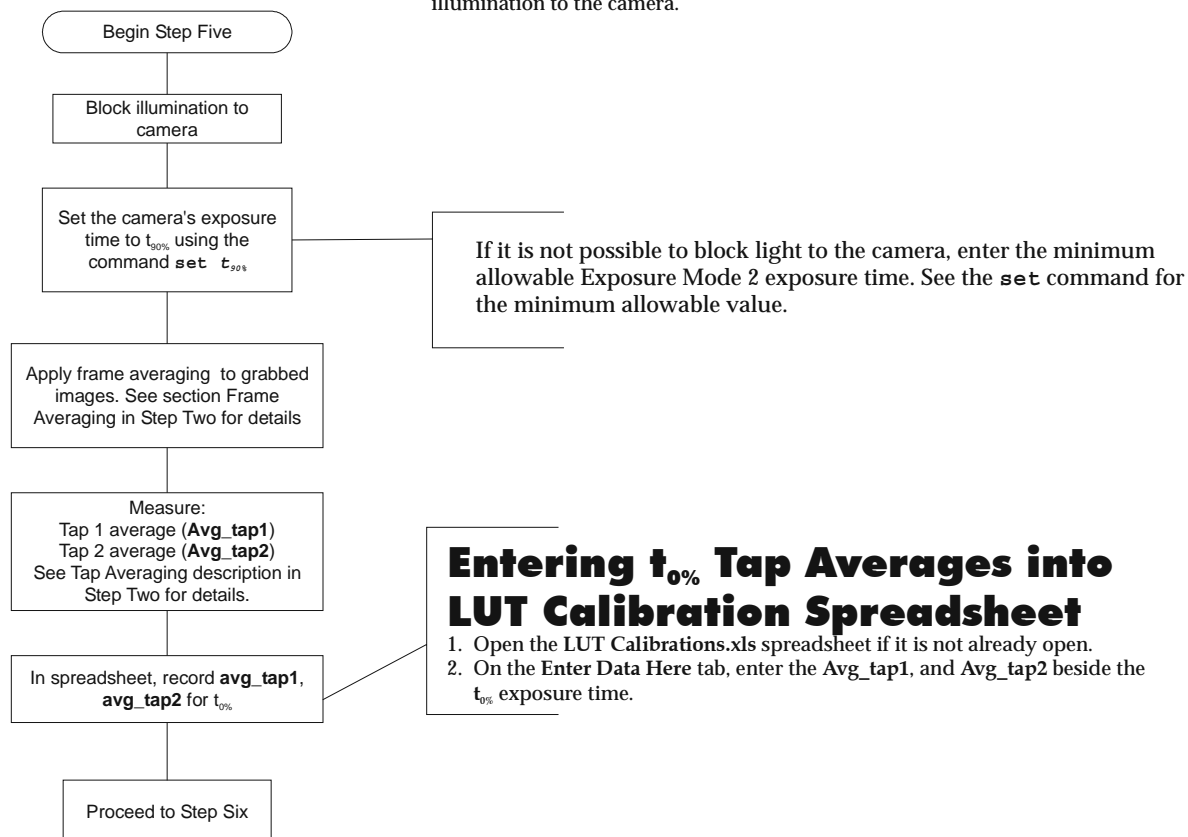 illumination to the camera.
Begin Step Five
Block illumination to
camera
Set the camera's exposure
time to t90% using the
command set t90%
If it is not possible to block light to the camera, enter the minimum
allowable Exposure Mode 2 exposure time. See the set command for
the minimum allowable value.
Apply frame averaging to grabbed
images. See section Frame
Averaging in Step Two for details
Measure:
Tap 1 average (Avg_tap1)
Tap 2 average (Avg_tap2)
See Tap Averaging description in
Step Two for details.
Entering t0% Tap Averages into
LUT Calibration Spreadsheet
1. Open the LUT Calibrations.xls spreadsheet if it is not already open.
2. On the Enter Data Here tab, enter the Avg_tap1, and Avg_tap2 beside the
t0% exposure time.
In spreadsheet, record avg_tap1,
avg_tap2 for t0%
Proceed to Step Six